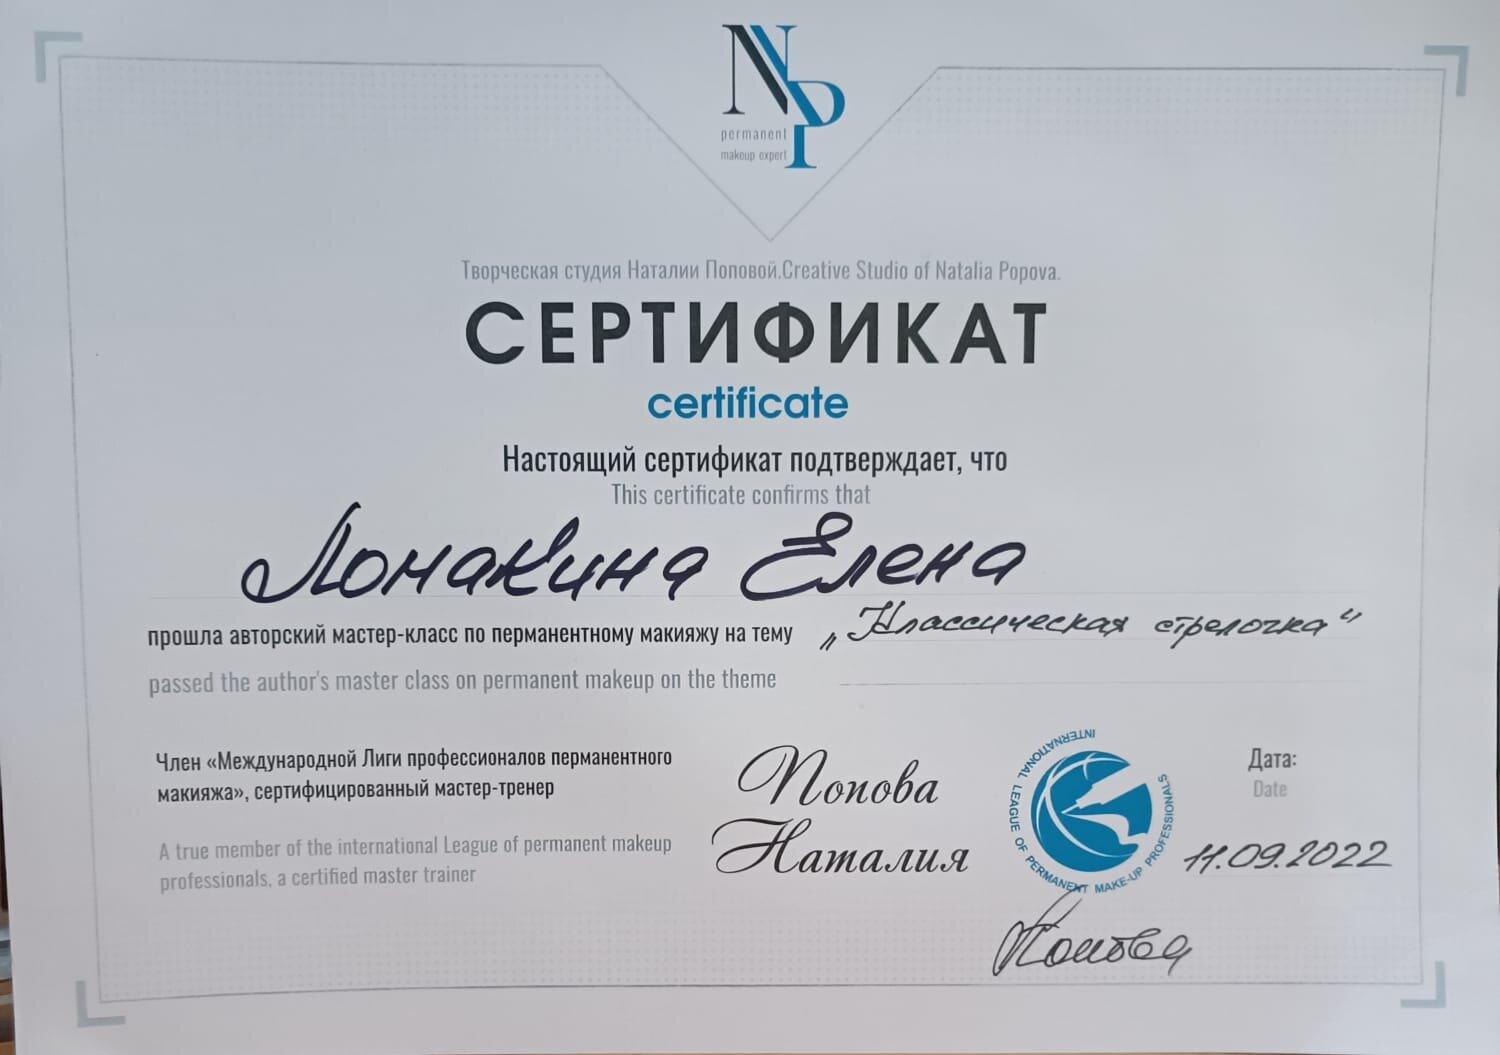 NP
permanent
makeup expert
Творческая студия Наталии Поповой.Creative Studio of Natalia Popova.
СЕРТИФИКАТ
certificate
Настоящий сертификат подтверждает, что
This certificate confirms that
Ломакина Елена
прошла авторский мастер-класс по перманентному макияжу на тему „Классическая стрелочка“
passed the author's master class on permanent makeup on the theme
Член «Международной Лиги профессионалов перманентного
макияжа», сертифицированный мастер-тренер
A true member of the international League of permanent makeup
professionals, a certified master trainer
Попова
Наталия
INTERNATIONAL LEAGUE OF PERMANENT MAKE-UP PROFESSIONALS
Дата:
Date
11.09.2022
Попова